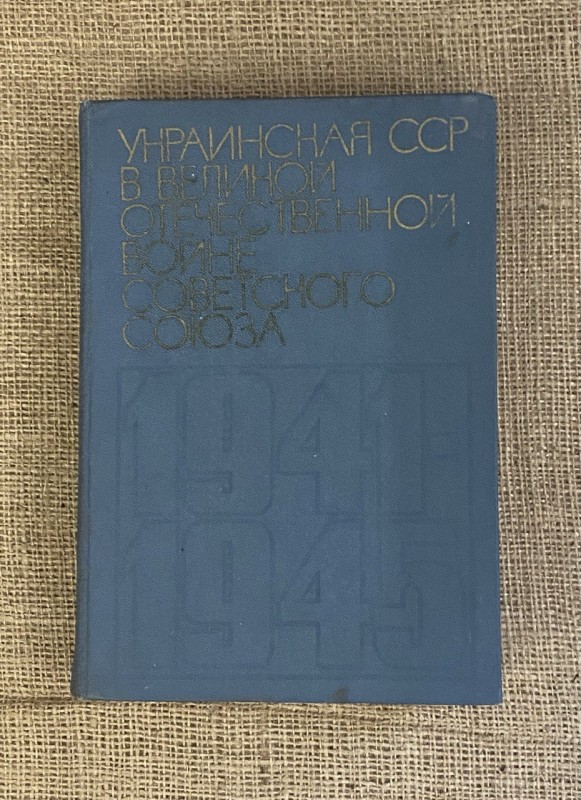 УКРАИНСКАЯ ССР
В ВЕЛИКОЙ
ОТЕЧЕСТВЕННОЙ
ВОЙНЕ
СОВЕТСКОГО
СОЮЗА
1941-
1945